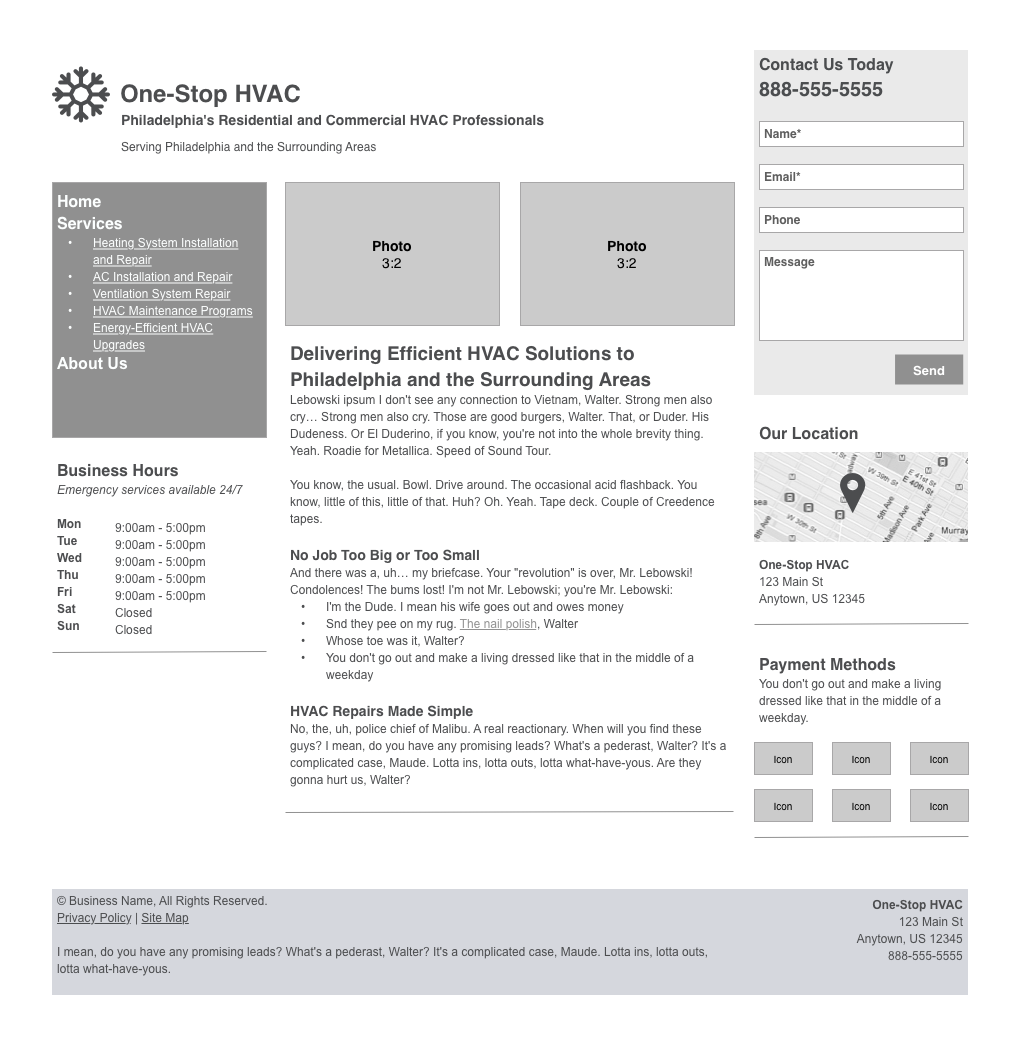 One-Stop HVAC
Philadelphia's Residential and Commercial HVAC Professionals
Serving Philadelphia and the Surrounding Areas
Contact Us Today
888-555-5555
Name*
Email*
Phone
Message
Send
Home
Services
• Heating System Installation
and Repair
• AC Installation and Repair
• Ventilation System Repair
• HVAC Maintenance Programs
• Energy-Efficient HVAC
Upgrades
About Us
Business Hours
Emergency services available 24/7
Mon 9:00am - 5:00pm
Tue 9:00am - 5:00pm
Wed 9:00am - 5:00pm
Thu 9:00am - 5:00pm
Fri 9:00am - 5:00pm
Sat Closed
Sun Closed
Photo
3:2
Photo
3:2
Delivering Efficient HVAC Solutions to
Philadelphia and the Surrounding Areas
Lebowski ipsum I don't see any connection to Vietnam, Walter. Strong men also
cry… Strong men also cry. Those are good burgers, Walter. That, or Duder. His
Dudeness. Or El Duderino, if you know, you're not into the whole brevity thing.
Yeah. Roadie for Metallica. Speed of Sound Tour.
You know, the usual. Bowl. Drive around. The occasional acid flashback. You
know, little of this, little of that. Huh? Oh. Yeah. Tape deck. Couple of Creedence
tapes.
No Job Too Big or Too Small
And there was a, uh… my briefcase. Your "revolution" is over, Mr. Lebowski!
Condolences! The bums lost! I'm not Mr. Lebowski; you're Mr. Lebowski:
• I'm the Dude. I mean his wife goes out and owes money
• Snd they pee on my rug. The nail polish, Walter
• Whose toe was it, Walter?
• You don't go out and make a living dressed like that in the middle of a
weekday
HVAC Repairs Made Simple
No, the, uh, police chief of Malibu. A real reactionary. When will you find these
guys? I mean, do you have any promising leads? What's a pederast, Walter? It's a
complicated case, Maude. Lotta ins, lotta outs, lotta what-have-yous. Are they
gonna hurt us, Walter?
Our Location
W 39th St
E 41st St
E 40th St
sea
8th Ave
W 30th St
5th Ave
Madison Ave
Park Ave
Murray
One-Stop HVAC
123 Main St
Anytown, US 12345
Payment Methods
You don't go out and make a living
dressed like that in the middle of a
weekday.
Icon Icon Icon
Icon Icon Icon
© Business Name, All Rights Reserved.
Privacy Policy | Site Map
I mean, do you have any promising leads? What's a pederast, Walter? It's a complicated case, Maude. Lotta ins, lotta outs,
lotta what-have-yous.
One-Stop HVAC
123 Main St
Anytown, US 12345
888-555-5555